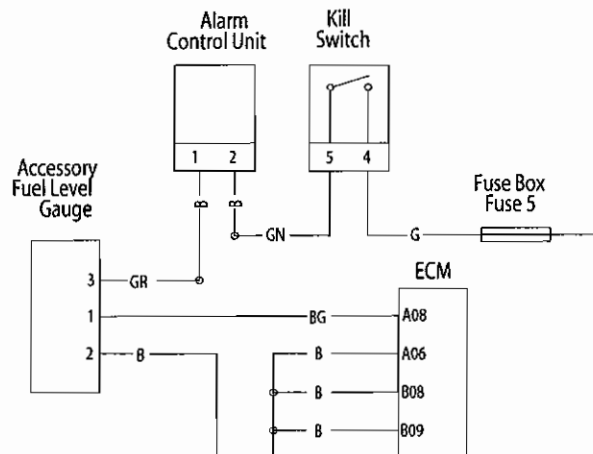 Alarm
Control Unit
Kill
Switch
1 2
5 4
Accessory
Fuel Level
Gauge
B
B
Fuse Box
Fuse 5
GN
G
3
GR
ECM
1
BG
A08
2
B
B
A06
B
B08
B
B09